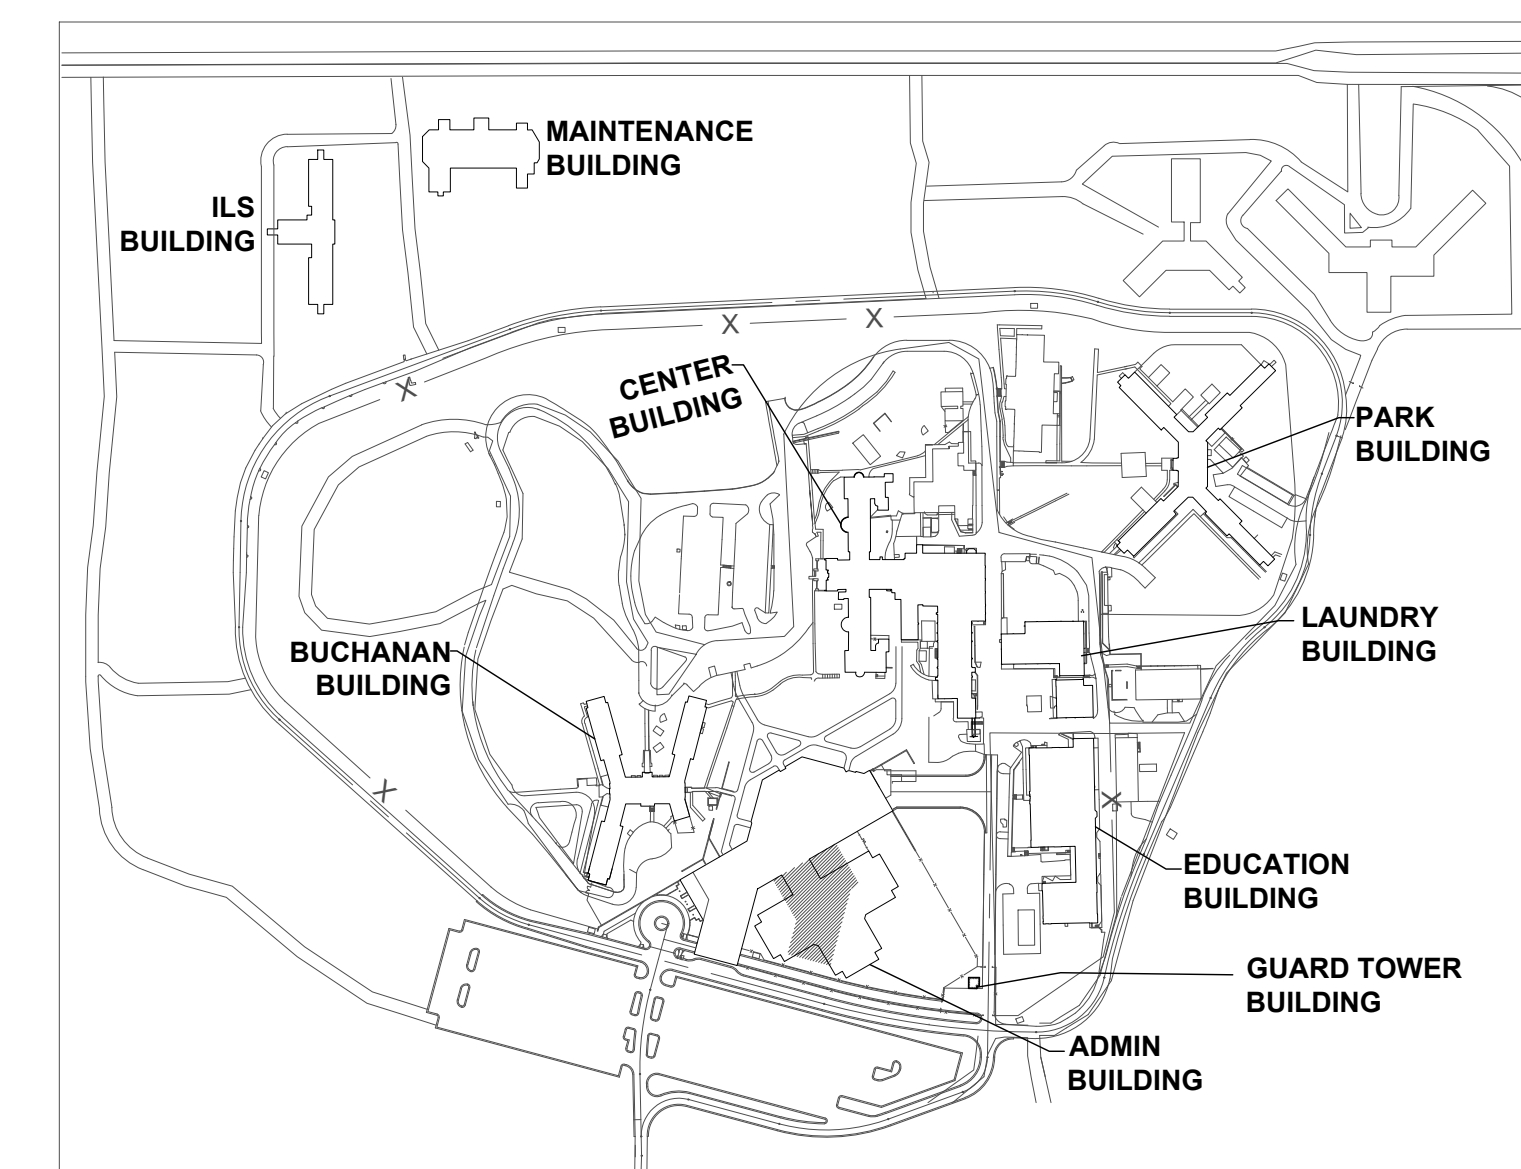 MAINTENANCE
BUILDING
ILS
BUILDING
X
X
X
CENTER
BUILDING
PARK
BUILDING
LAUNDRY
BUILDING
BUCHANAN
BUILDING
X
X
EDUCATION
BUILDING
GUARD TOWER
BUILDING
ADMIN
BUILDING